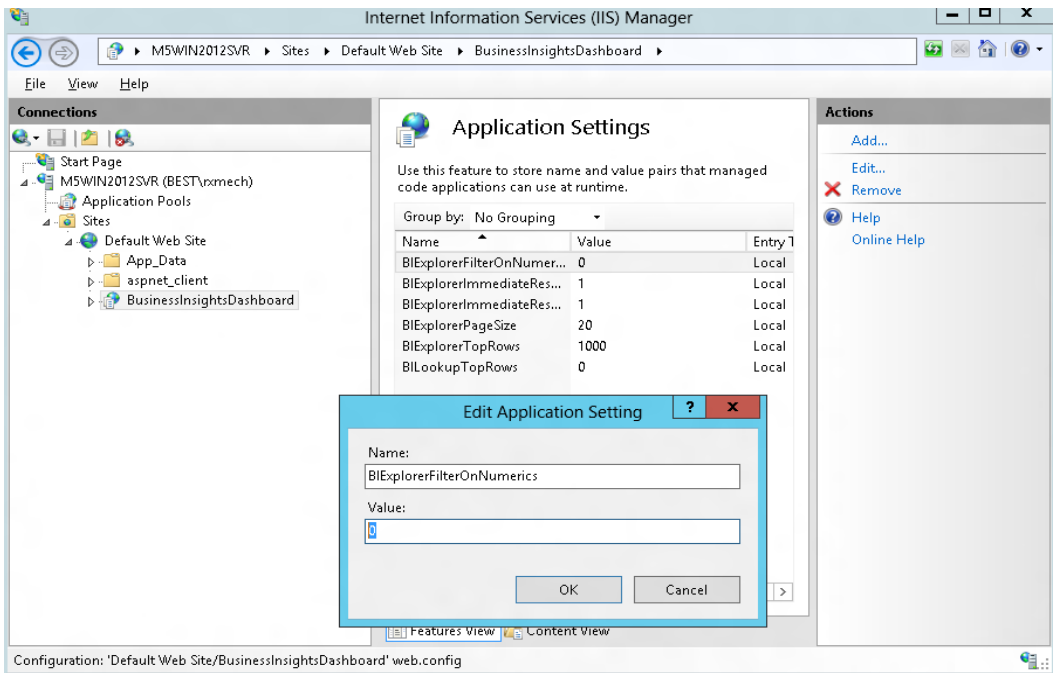 Internet Information Services (IIS) Manager
M5WIN2012SVR Sites Default Web Site BusinessInsightsDashboard
File View Help
Connections
Start Page
M5WIN2012SVR (BEST\rxmech)
Application Pools
Sites
Default Web Site
App_Data
aspnet_client
BusinessInsightsDashboard
Application Settings
Use this feature to store name and value pairs that managed
code applications can use at runtime.
Group by: No Grouping
Name Value Entry T
BIExplorerFilterOnNumer... 0 Local
BIExplorerImmediateRes... 1 Local
BIExplorerImmediateRes... 1 Local
BIExplorerPageSize 20 Local
BIExplorerTopRows 1000 Local
BILookupTopRows 0 Local
Edit Application Setting ? x
Name:
BIExplorerFilterOnNumerics
Value:
0
OK Cancel
Features View Content View
Actions
Add...
Edit...
Remove
Help
Online Help
Configuration: 'Default Web Site/BusinessInsightsDashboard' web.config